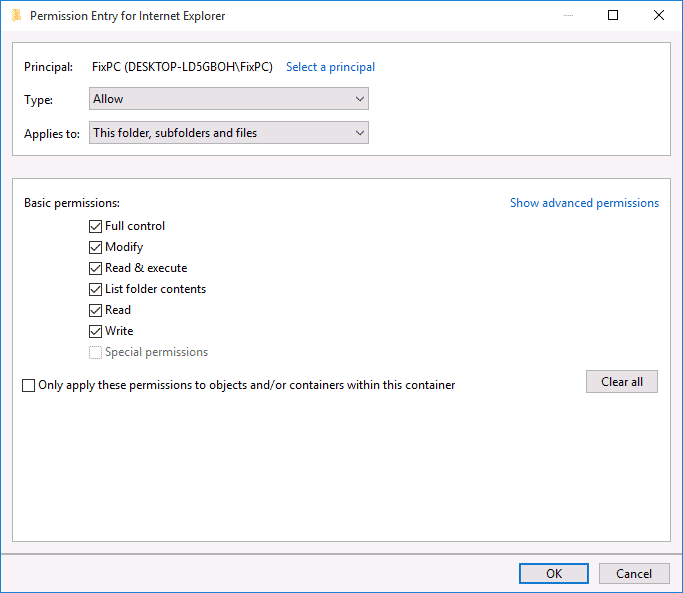 Permission Entry for Internet Explorer
Principal: FixPC (DESKTOP-LD5GBOH\FixPC) Select a principal
Type: Allow
Applies to: This folder, subfolders and files
Basic permissions: Show advanced permissions
Full control
Modify
Read & execute
List folder contents
Read
Write
Special permissions
Only apply these permissions to objects and/or containers within this container
Clear all
OK Cancel